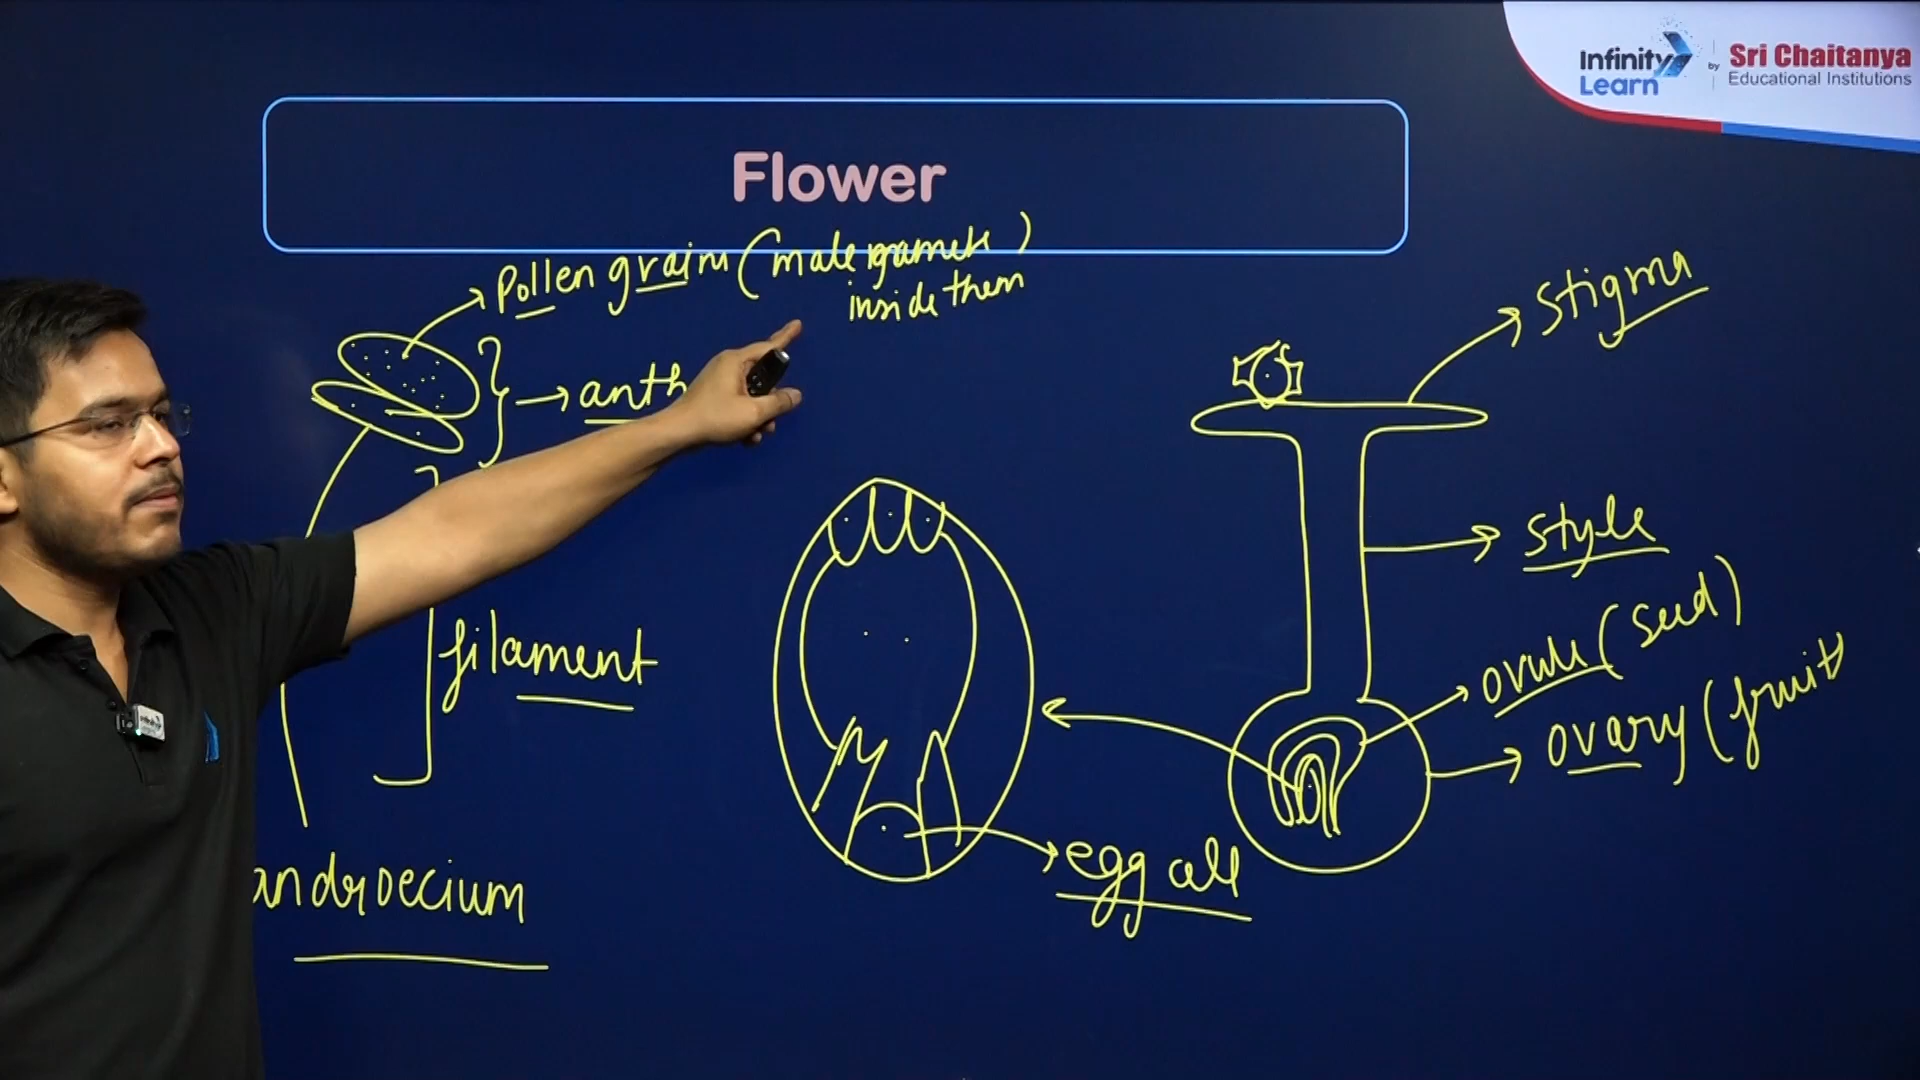 Infinity Learn
by
Sri Chaitanya
Educational Institutions
Flower
Pollen grains (male gamete)
inside them
anth
filament
androecium
stigma
style
ovule (seed)
ovary (fruit
egg cell